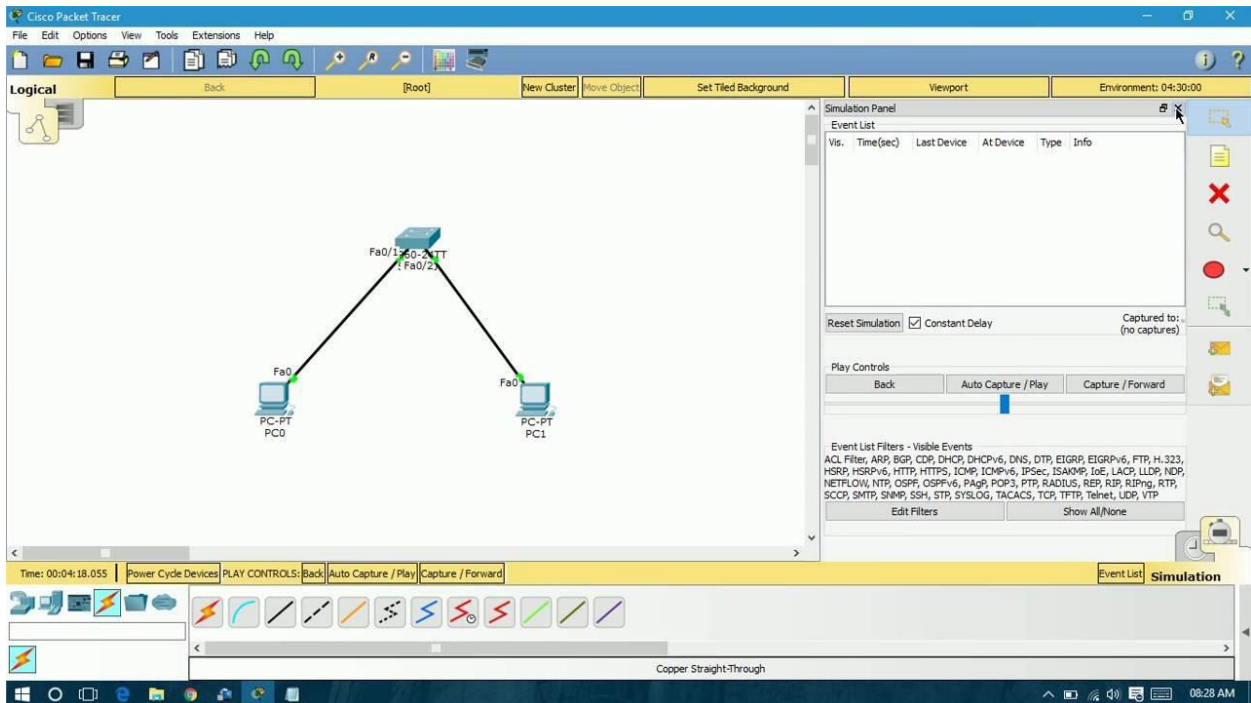 Cisco Packet Tracer
File Edit Options View Tools Extensions Help
Logical Back [Root] New Cluster Move Object Set Tiled Background Viewport Environment: 04:30:00
Simulation Panel
Event List
Vis. Time(sec) Last Device At Device Type Info
Fa0/1 60-24TT
Fa0/2
Fa0
PC-PT
PC0
Fa0
PC-PT
PC1
Reset Simulation Constant Delay Captured to:
(no captures)
Play Controls
Back Auto Capture / Play Capture / Forward
Event List Filters - Visible Events
ACL Filter, ARP, BGP, CDP, DHCP, DHCPv6, DNS, DTP, EIGRP, EIGRPv6, FTP, H.323,
HSRP, HSRPv6, HTTP, HTTPS, ICMP, ICMPv6, IPSec, ISAKMP, IoE, LACP, LLDP, NDP,
NETFLOW, NTP, OSPF, OSPFv6, PAgP, POP3, PTP, RADIUS, REP, RIP, RIPng, RTP,
SCCP, SMTP, SNMP, SSH, STP, SYSLOG, TACACS, TCP, TFTP, Telnet, UDP, VTP
Edit Filters Show All/None
Time: 00:04:18.055 Power Cycle Devices PLAY CONTROLS: Back Auto Capture / Play Capture / Forward Event List Simulation
Copper Straight-Through
08:28 AM